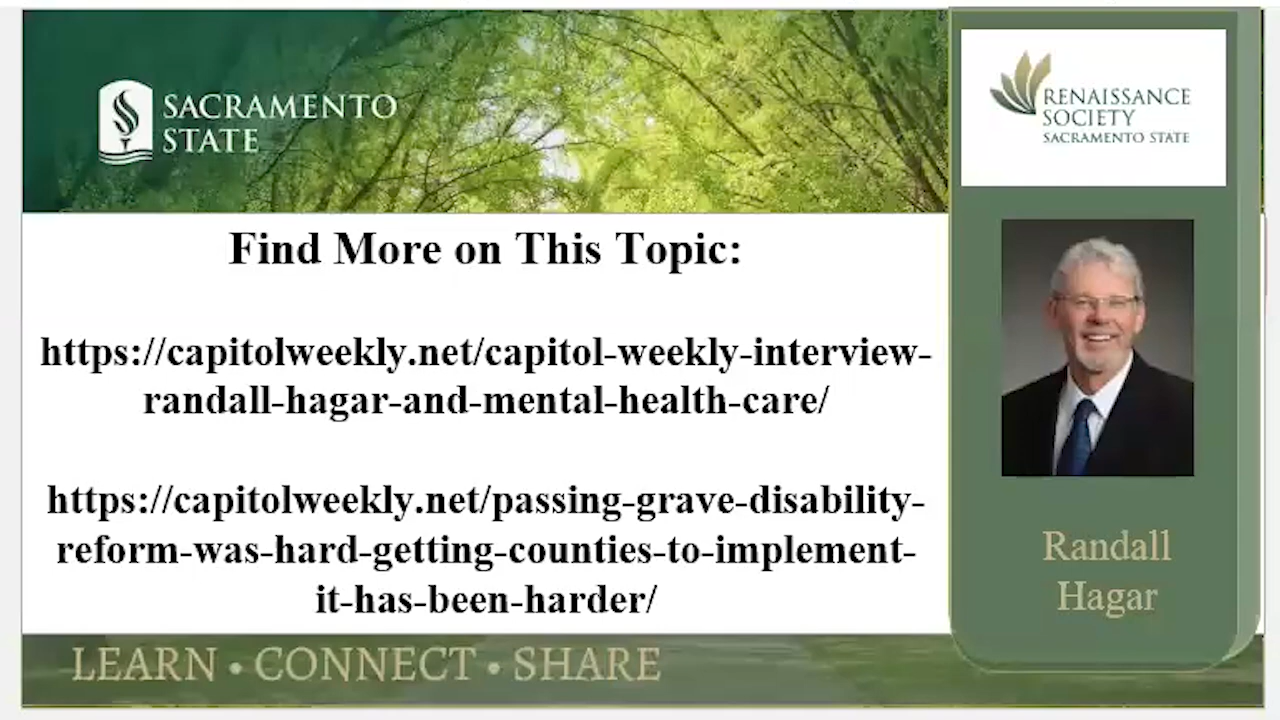 SACRAMENTO
STATE
RENAISSANCE
SOCIETY
SACRAMENTO STATE
Find More on This Topic:
https://capitolweekly.net/capitol-weekly-interview-
randall-hagar-and-mental-health-care/
https://capitolweekly.net/passing-grave-disability-
reform-was-hard-getting-counties-to-implement-
it-has-been-harder/
Randall
Hagar
LEARN • CONNECT • SHARE